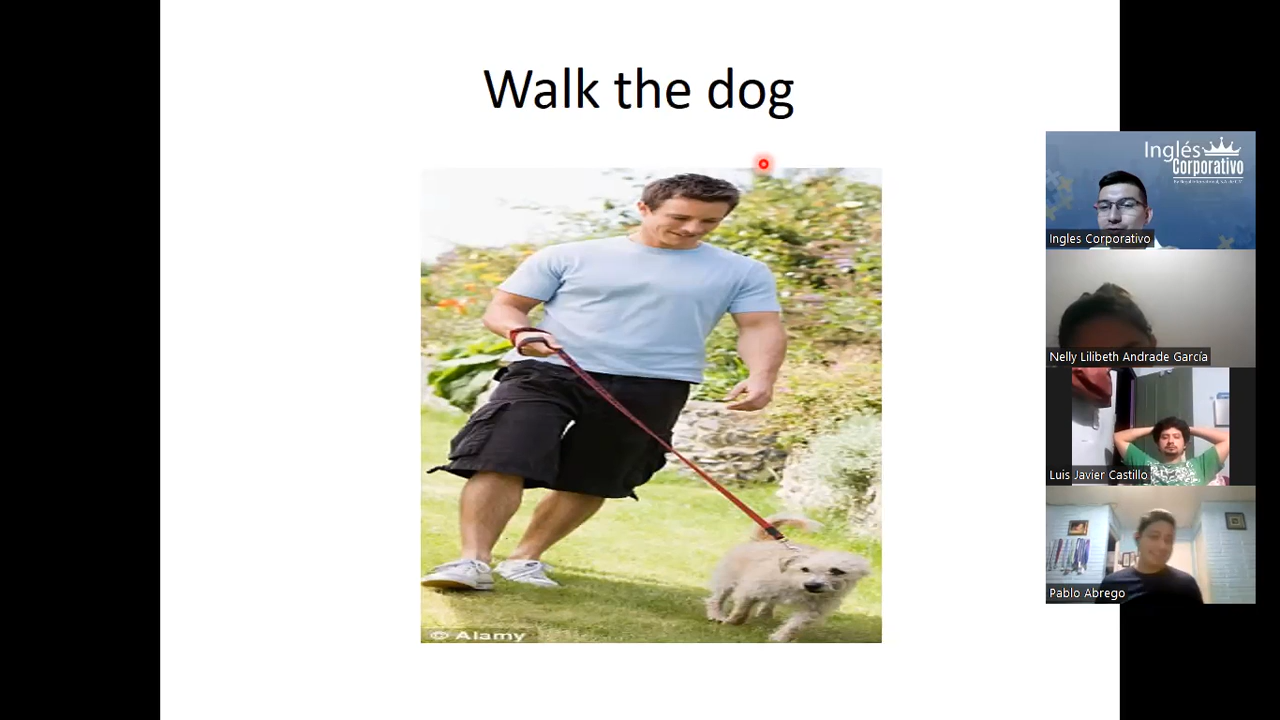 Walk the dog
Inglés
Corporativo
Ingles Corporativo
Nelly Lilibeth Andrade García
Luis Javier Castillo
Pablo Abrego
© Alamy